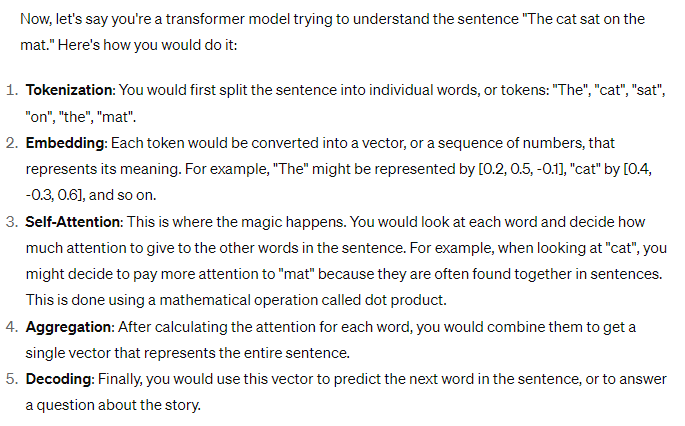 Now, let's say you're a transformer model trying to understand the sentence "The cat sat on the
mat." Here's how you would do it:
1. Tokenization: You would first split the sentence into individual words, or tokens: "The", "cat", "sat",
"on", "the", "mat".
2. Embedding: Each token would be converted into a vector, or a sequence of numbers, that
represents its meaning. For example, "The" might be represented by [0.2, 0.5, -0.1], "cat" by [0.4,
-0.3, 0.6], and so on.
3. Self-Attention: This is where the magic happens. You would look at each word and decide how
much attention to give to the other words in the sentence. For example, when looking at "cat", you
might decide to pay more attention to "mat" because they are often found together in sentences.
This is done using a mathematical operation called dot product.
4. Aggregation: After calculating the attention for each word, you would combine them to get a
single vector that represents the entire sentence.
5. Decoding: Finally, you would use this vector to predict the next word in the sentence, or to answer
a question about the story.